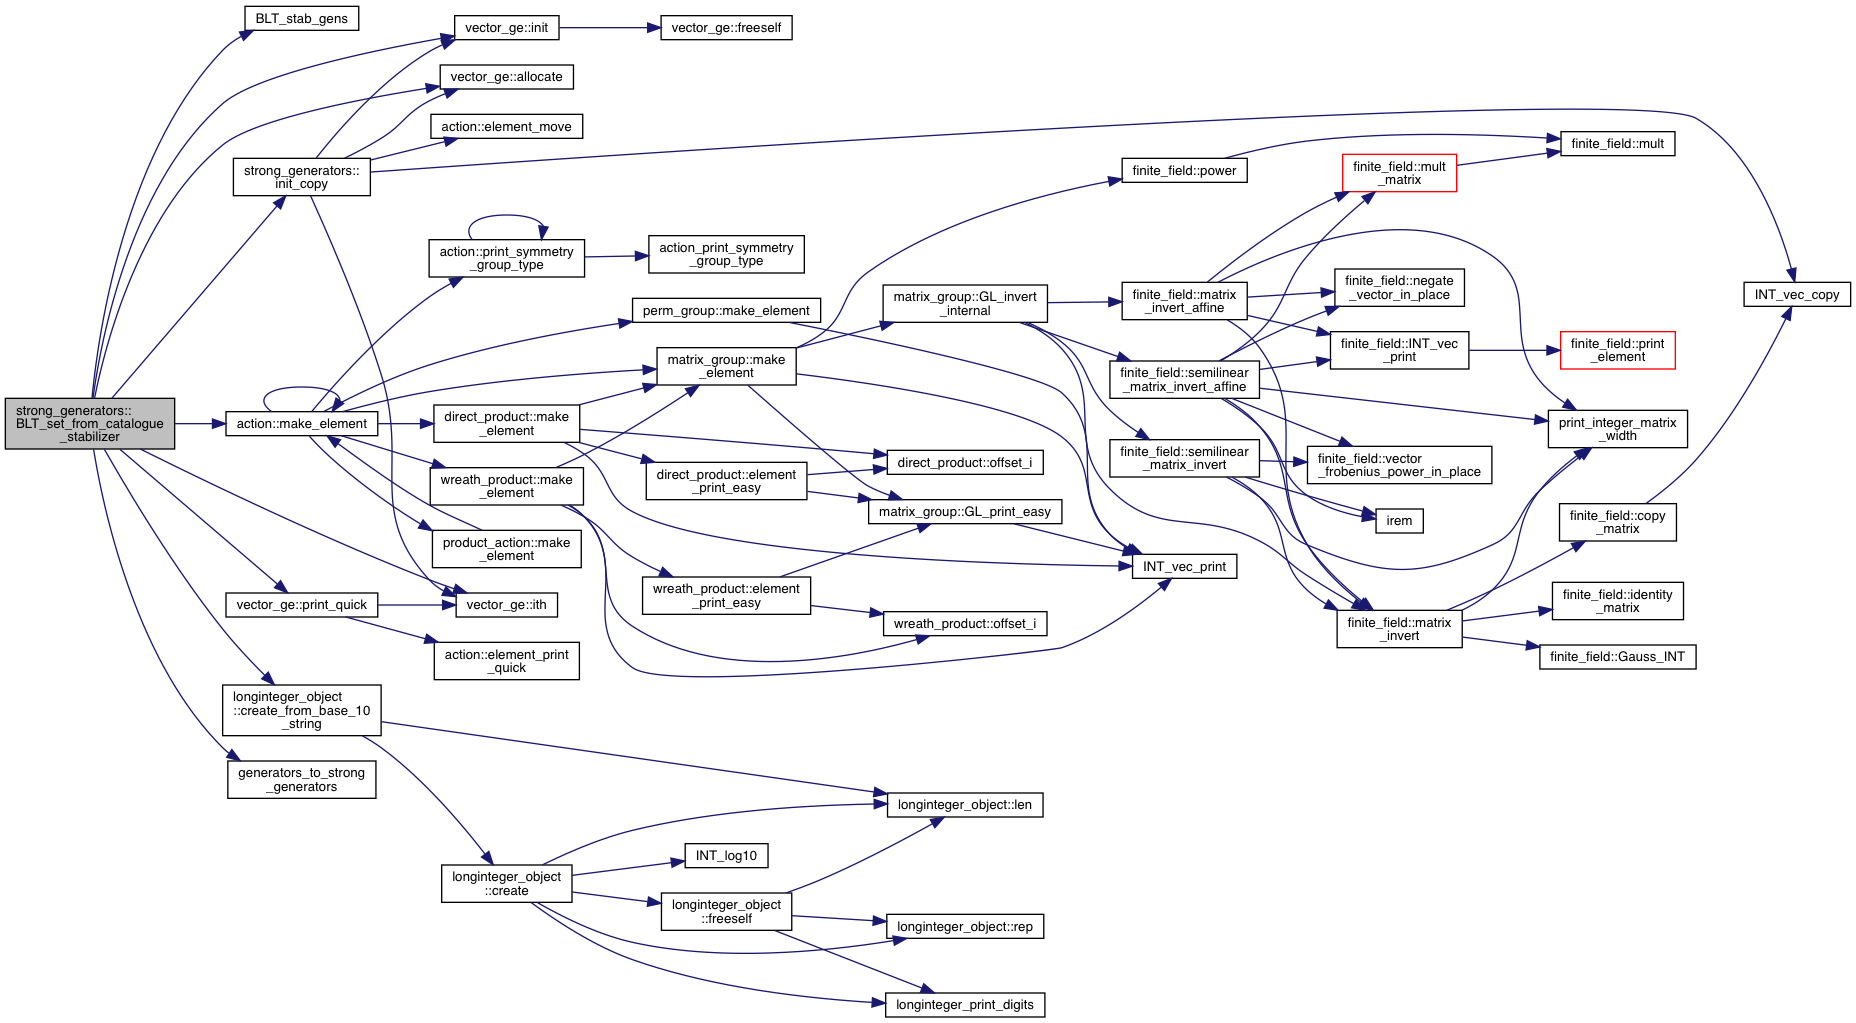 strong_generators::
BLT_set_from_catalogue
_stabilizer
BLT_stab_gens
vector_ge::init
vector_ge::freeself
vector_ge::allocate
action::element_move
strong_generators::
init_copy
action::print_symmetry
_group_type
action_print_symmetry
_group_type
action::make_element
perm_group::make_element
matrix_group::make
_element
direct_product::make
_element
direct_product::element
_print_easy
direct_product::offset_i
wreath_product::make
_element
product_action::make
_element
wreath_product::element
_print_easy
wreath_product::offset_i
matrix_group::GL_print_easy
matrix_group::GL_invert
_internal
finite_field::power
finite_field::mult
finite_field::mult
_matrix
finite_field::matrix
_invert_affine
finite_field::negate
_vector_in_place
finite_field::INT_vec
_print
finite_field::print
_element
finite_field::semilinear
_matrix_invert_affine
finite_field::semilinear
_matrix_invert
finite_field::vector
_frobenius_power_in_place
print_integer_matrix
_width
irem
INT_vec_copy
finite_field::copy
_matrix
INT_vec_print
finite_field::matrix
_invert
finite_field::identity
_matrix
finite_field::Gauss_INT
vector_ge::print_quick
vector_ge::ith
action::element_print
_quick
longinteger_object
::create_from_base_10
_string
generators_to_strong
_generators
longinteger_object::len
longinteger_object
::create
INT_log10
longinteger_object
::freeself
longinteger_object::rep
longinteger_print_digits